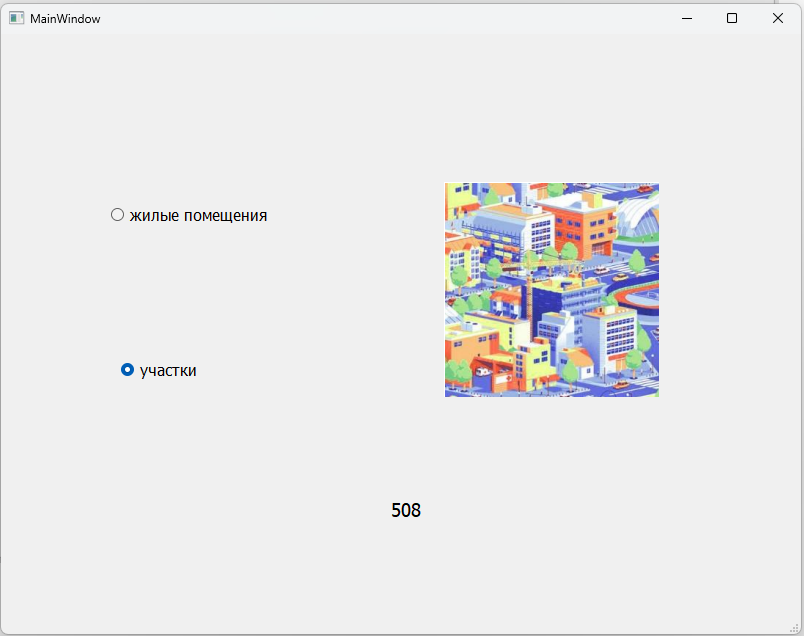 MainWindow
жилые помещения
участки
508